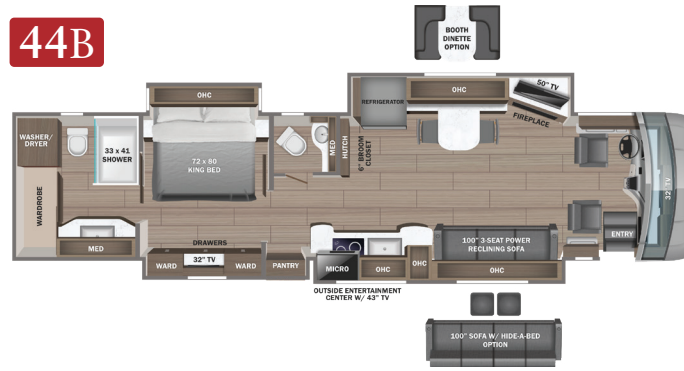 44B
BOOTH
DINETTE
OPTION
OHC
REFRIGERATOR
OHC
50" TV
FIREPLACE
WASHER/
DRYER
33 x 41
SHOWER
72 x 80
KING BED
MED
HUTCH
6" BROOM
CLOSET
32" TV
WARDROBE
MED
DRAWERS
WARD
32" TV
WARD
PANTRY
MICRO
OHC
OHC
100" 3-SEAT POWER
RECLINING SOFA
OHC
ENTRY
OUTSIDE ENTERTAINMENT
CENTER W/ 43" TV
100" SOFA W/ HIDE-A-BED
OPTION